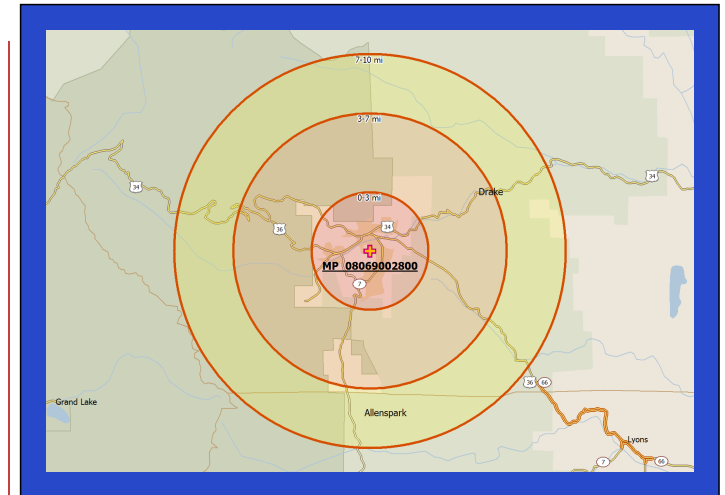 7-10 mi
3-7 mi
34
34
Drake
0-3 mi
36
34
MP 08069002800
7
36
66
Grand Lake
Allenspark
Lyons
7
66